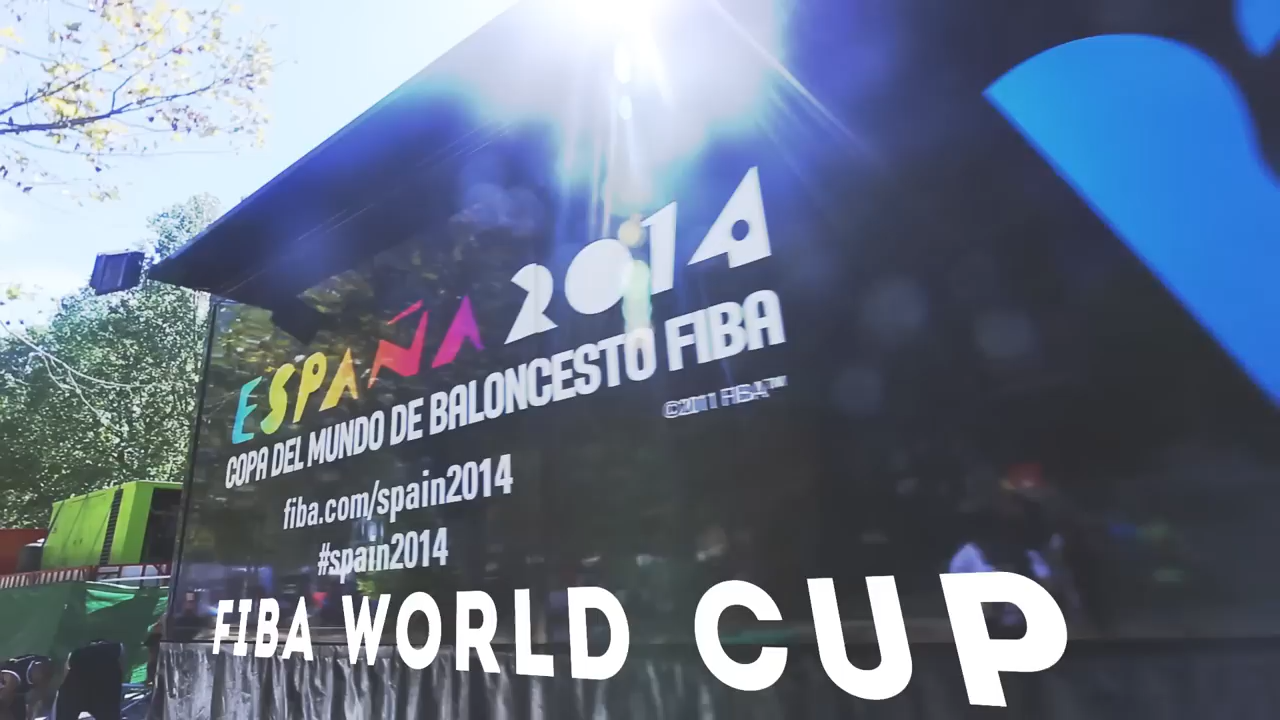 ESPAÑA 2014
COPA DEL MUNDO DE BALONCESTO FIBA
©2011 FIBA™
fiba.com/spain2014
#spain2014
FIBA WORLD CUP